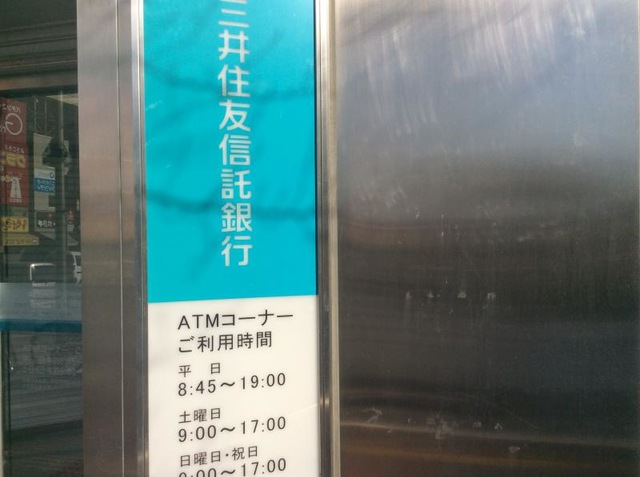 三井住友信託銀行
ATMコーナー
ご利用時間
平 日
8:45～19:00
土曜日
9:00～17:00
日曜日・祝日
9:00～17:00